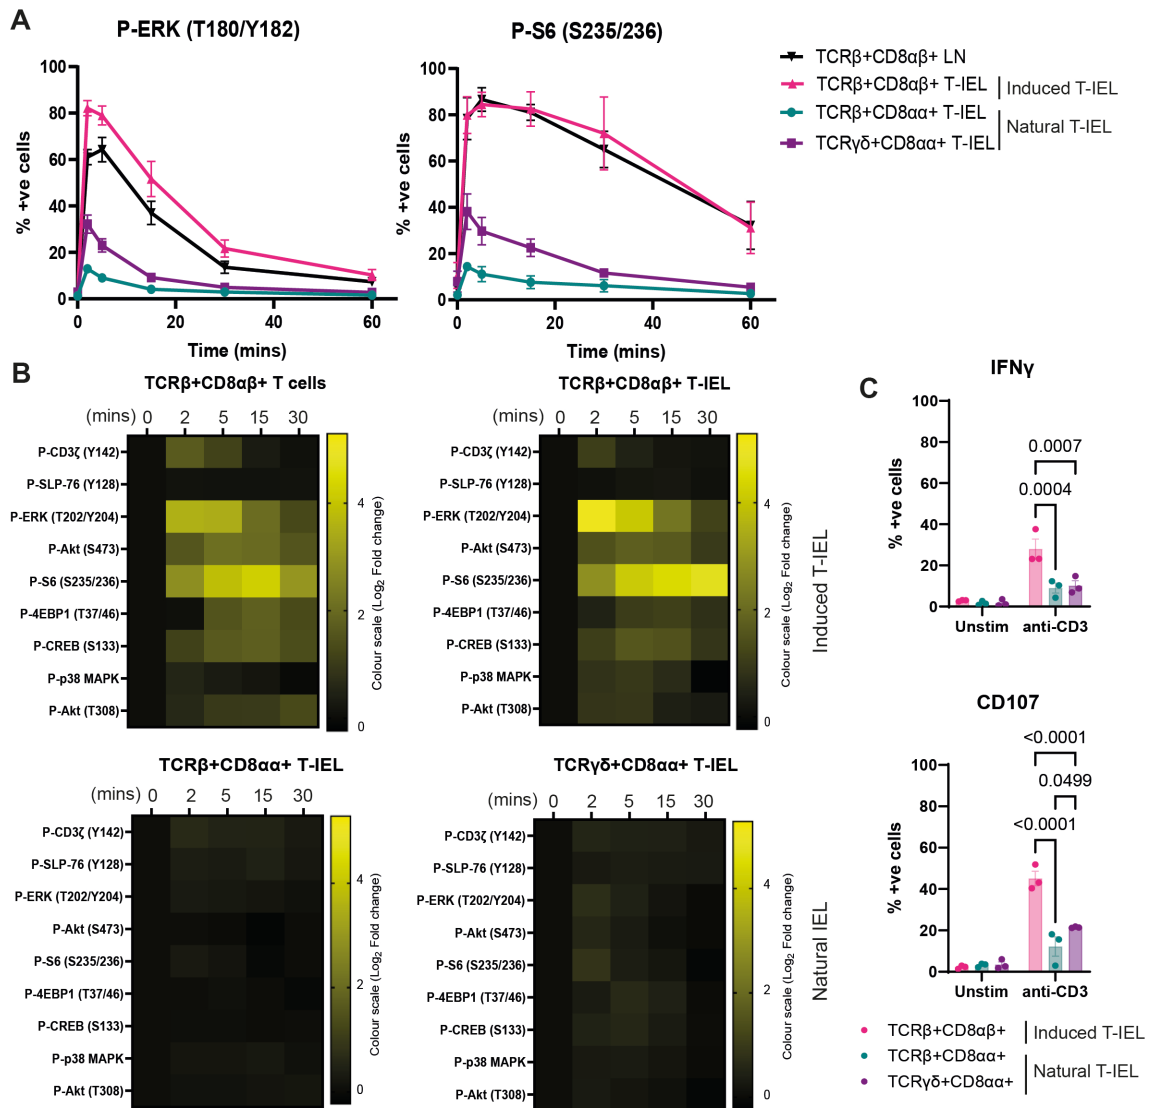 A
P-ERK (T180/Y182)
% +ve cells
100
80
60
40
20
0
0 20 40 60
Time (mins)
P-S6 (S235/236)
% +ve cells
100
80
60
40
20
0
0 20 40 60
Time (mins)
TCRβ+CD8αβ+ LN
TCRβ+CD8αβ+ T-IEL
Induced T-IEL
TCRβ+CD8αα+ T-IEL
TCRγδ+CD8αα+ T-IEL
Natural T-IEL
B
TCRβ+CD8αβ+ T cells
(mins) 0 2 5 15 30
P-CD3ζ (Y142)
P-SLP-76 (Y128)
P-ERK (T202/Y204)
P-Akt (S473)
P-S6 (S235/236)
P-4EBP1 (T37/46)
P-CREB (S133)
P-p38 MAPK
P-Akt (T308)
4
2
0
Colour scale (Log2 Fold change)
TCRβ+CD8αβ+ T-IEL
(mins) 0 2 5 15 30
P-CD3ζ (Y142)
P-SLP-76 (Y128)
P-ERK (T202/Y204)
P-Akt (S473)
P-S6 (S235/236)
P-4EBP1 (T37/46)
P-CREB (S133)
P-p38 MAPK
P-Akt (T308)
4
2
0
Colour scale (Log2 Fold change)
Induced T-IEL
TCRβ+CD8αα+ T-IEL
(mins) 0 2 5 15 30
P-CD3ζ (Y142)
P-SLP-76 (Y128)
P-ERK (T202/Y204)
P-Akt (S473)
P-S6 (S235/236)
P-4EBP1 (T37/46)
P-CREB (S133)
P-p38 MAPK
P-Akt (T308)
4
2
0
Colour scale (Log2 Fold change)
TCRγδ+CD8αα+ T-IEL
(mins) 0 2 5 15 30
P-CD3ζ (Y142)
P-SLP-76 (Y128)
P-ERK (T202/Y204)
P-Akt (S473)
P-S6 (S235/236)
P-4EBP1 (T37/46)
P-CREB (S133)
P-p38 MAPK
P-Akt (T308)
4
2
0
Colour scale (Log2 Fold change)
Natural IEL
C
IFNγ
% +ve cells
100
80
60
40
20
0
0.0007
0.0004
Unstim anti-CD3
CD107
% +ve cells
100
80
60
40
20
0
<0.0001
0.0499
<0.0001
Unstim anti-CD3
TCRβ+CD8αβ+
Induced T-IEL
TCRβ+CD8αα+
TCRγδ+CD8αα+
Natural T-IEL